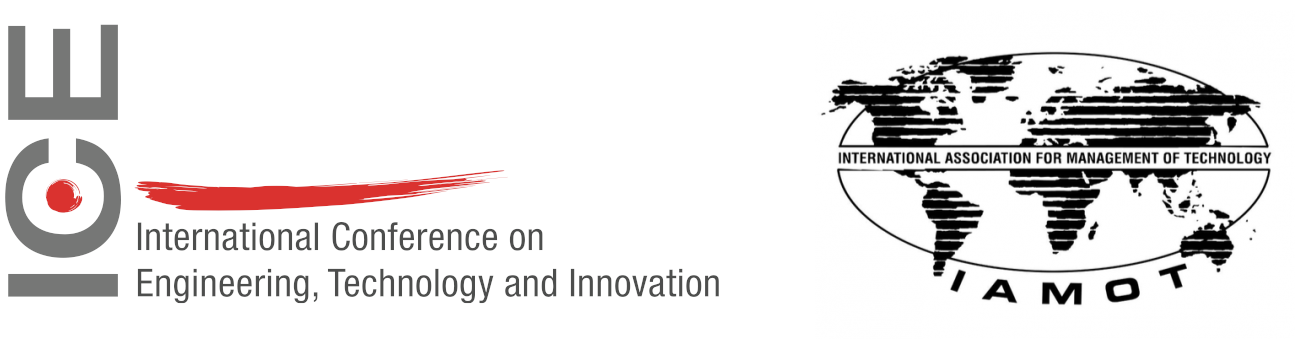 ICE
International Conference on
Engineering, Technology and Innovation
INTERNATIONAL ASSOCIATION FOR MANAGEMENT OF TECHNOLOGY
IAMOT